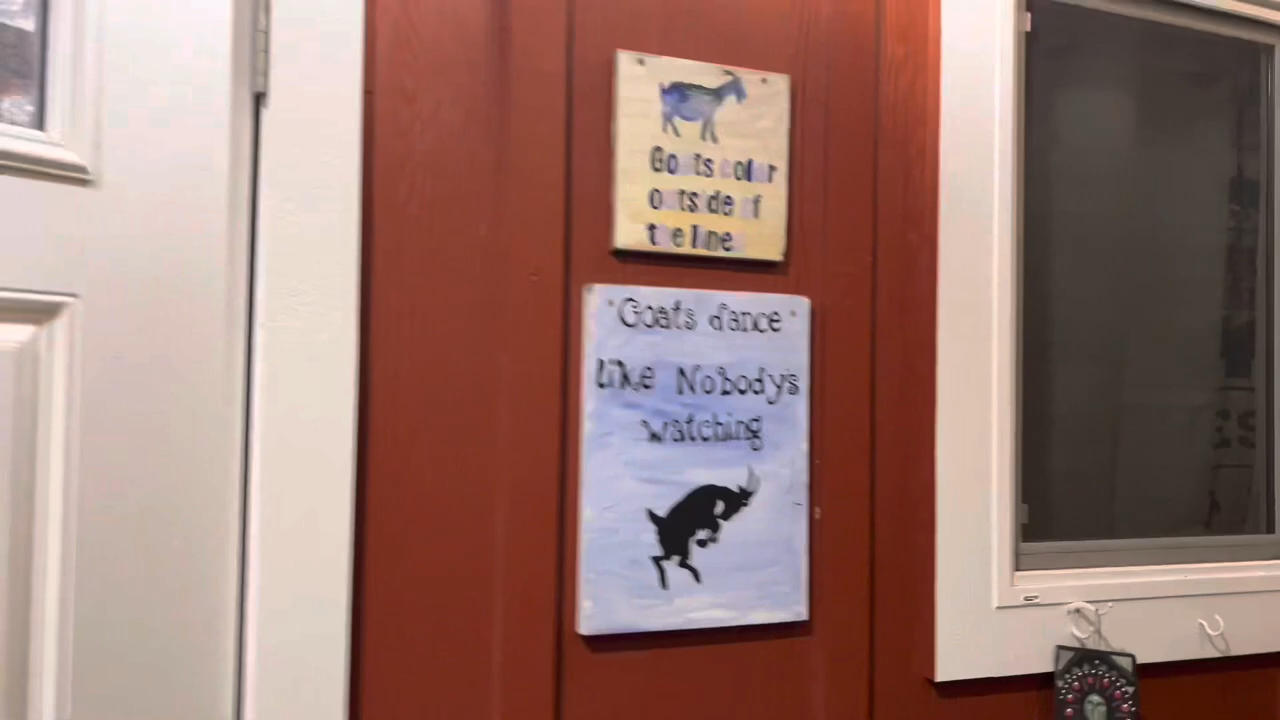 Goats color
outside of
the lines
Goats dance
like Nobody's
watching